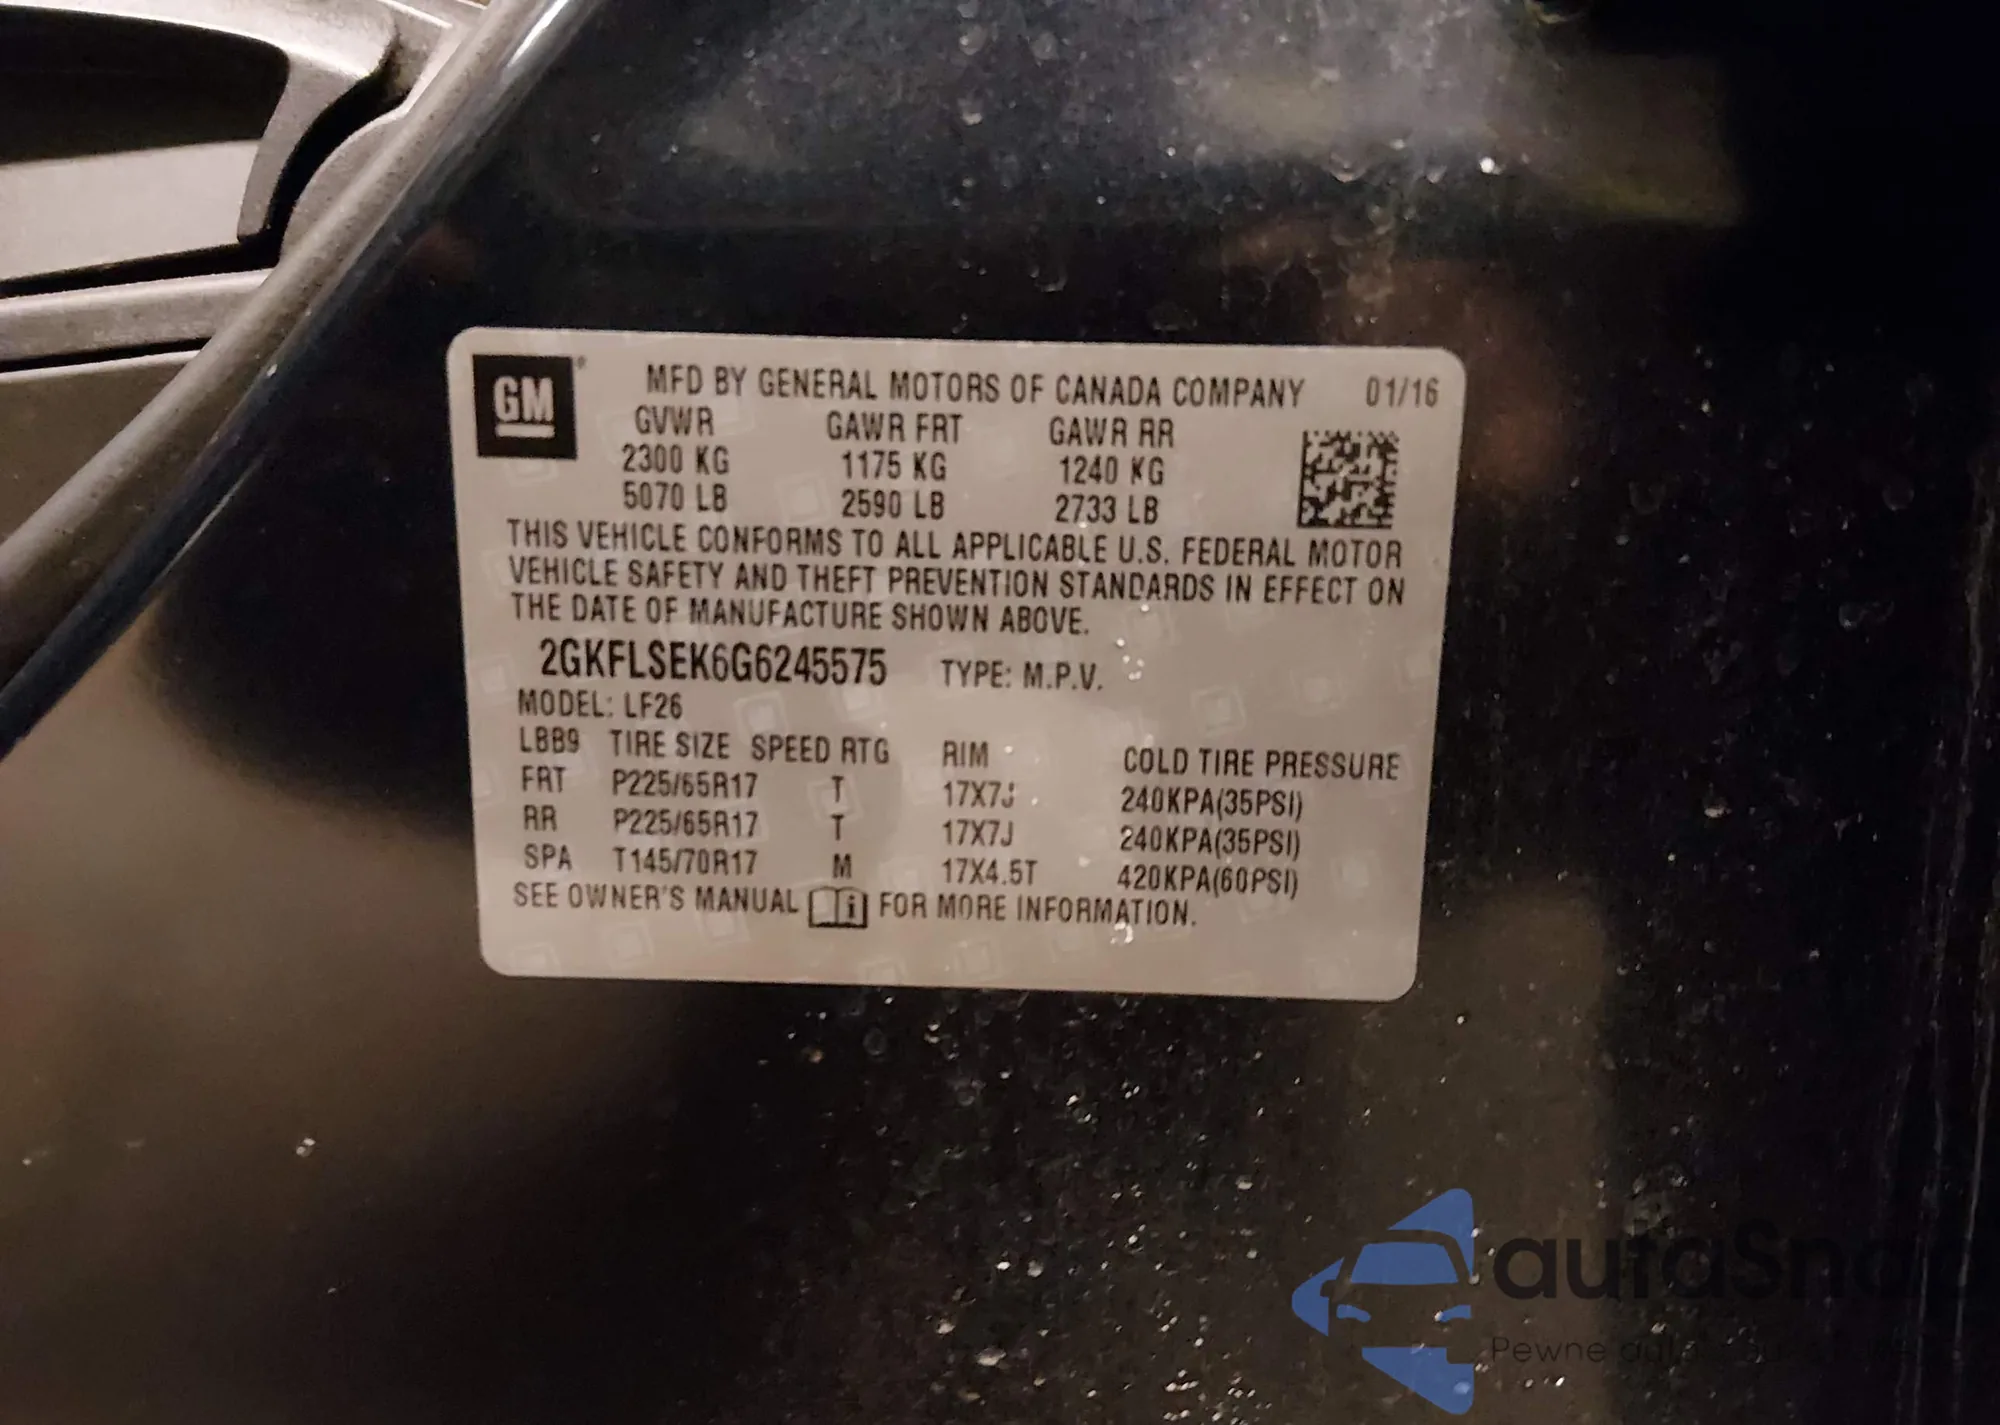 GM® MFD BY GENERAL MOTORS OF CANADA COMPANY 01/16
GVWR GAWR FRT GAWR RR
2300 KG 1175 KG 1240 KG
5070 LB 2590 LB 2733 LB
THIS VEHICLE CONFORMS TO ALL APPLICABLE U.S. FEDERAL MOTOR
VEHICLE SAFETY AND THEFT PREVENTION STANDARDS IN EFFECT ON
THE DATE OF MANUFACTURE SHOWN ABOVE.
2GKFLSEK6G6245575 TYPE: M.P.V.
MODEL: LF26
LBB9 TIRE SIZE SPEED RTG RIM COLD TIRE PRESSURE
FRT P225/65R17 T 17X7J 240KPA(35PSI)
RR P225/65R17 T 17X7J 240KPA(35PSI)
SPA T145/70R17 M 17X4.5T 420KPA(60PSI)
SEE OWNER'S MANUAL FOR MORE INFORMATION.
autaSna
Pewne auta